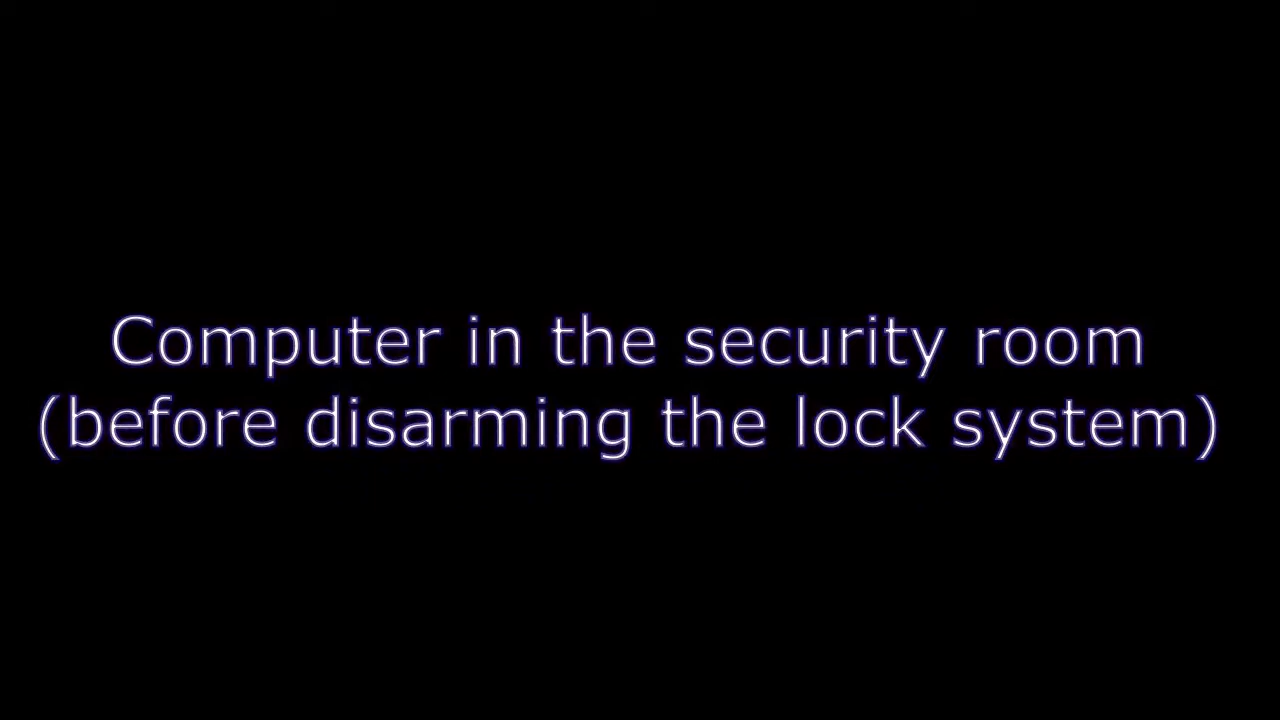 Computer in the security room
(before disarming the lock system)